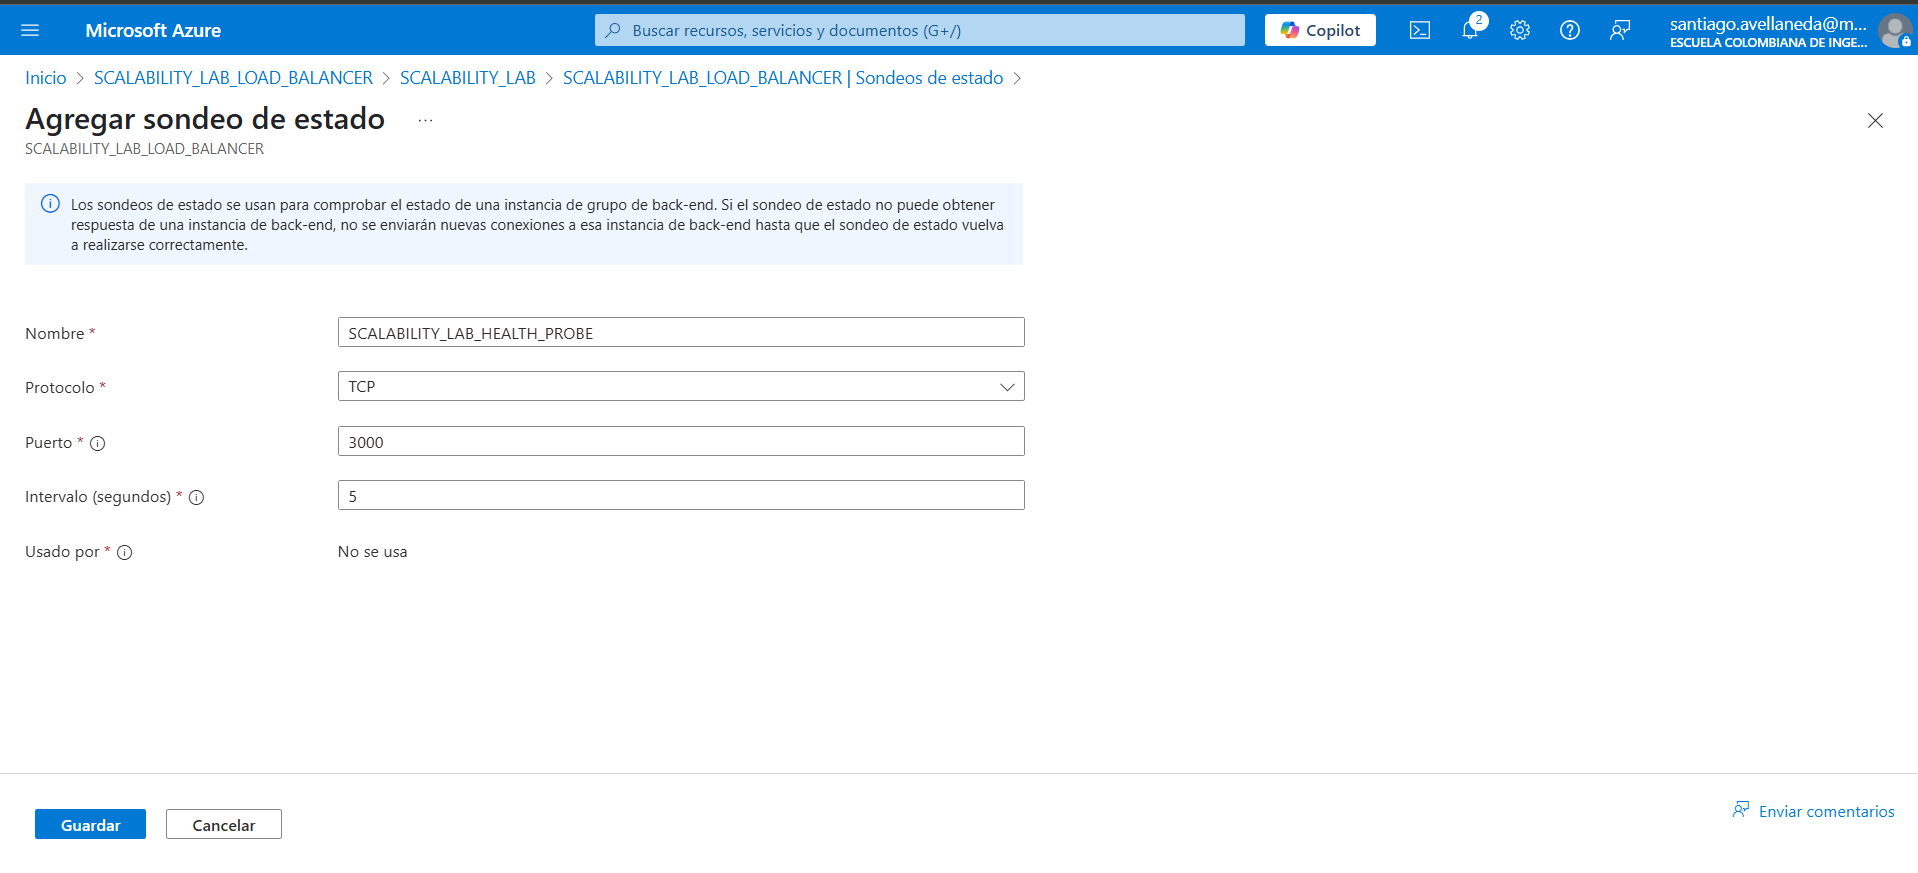 Microsoft Azure
Buscar recursos, servicios y documentos (G+/)
Copilot
2
santiago.avellaneda@m...
ESCUELA COLOMBIANA DE INGE...
Inicio > SCALABILITY_LAB_LOAD_BALANCER > SCALABILITY_LAB > SCALABILITY_LAB_LOAD_BALANCER | Sondeos de estado >
Agregar sondeo de estado ...
SCALABILITY_LAB_LOAD_BALANCER
Los sondeos de estado se usan para comprobar el estado de una instancia de grupo de back-end. Si el sondeo de estado no puede obtener
respuesta de una instancia de back-end, no se enviarán nuevas conexiones a esa instancia de back-end hasta que el sondeo de estado vuelva
a realizarse correctamente.
Nombre * SCALABILITY_LAB_HEALTH_PROBE
Protocolo * TCP
Puerto * 3000
Intervalo (segundos) * 5
Usado por * No se usa
Guardar Cancelar
Enviar comentarios